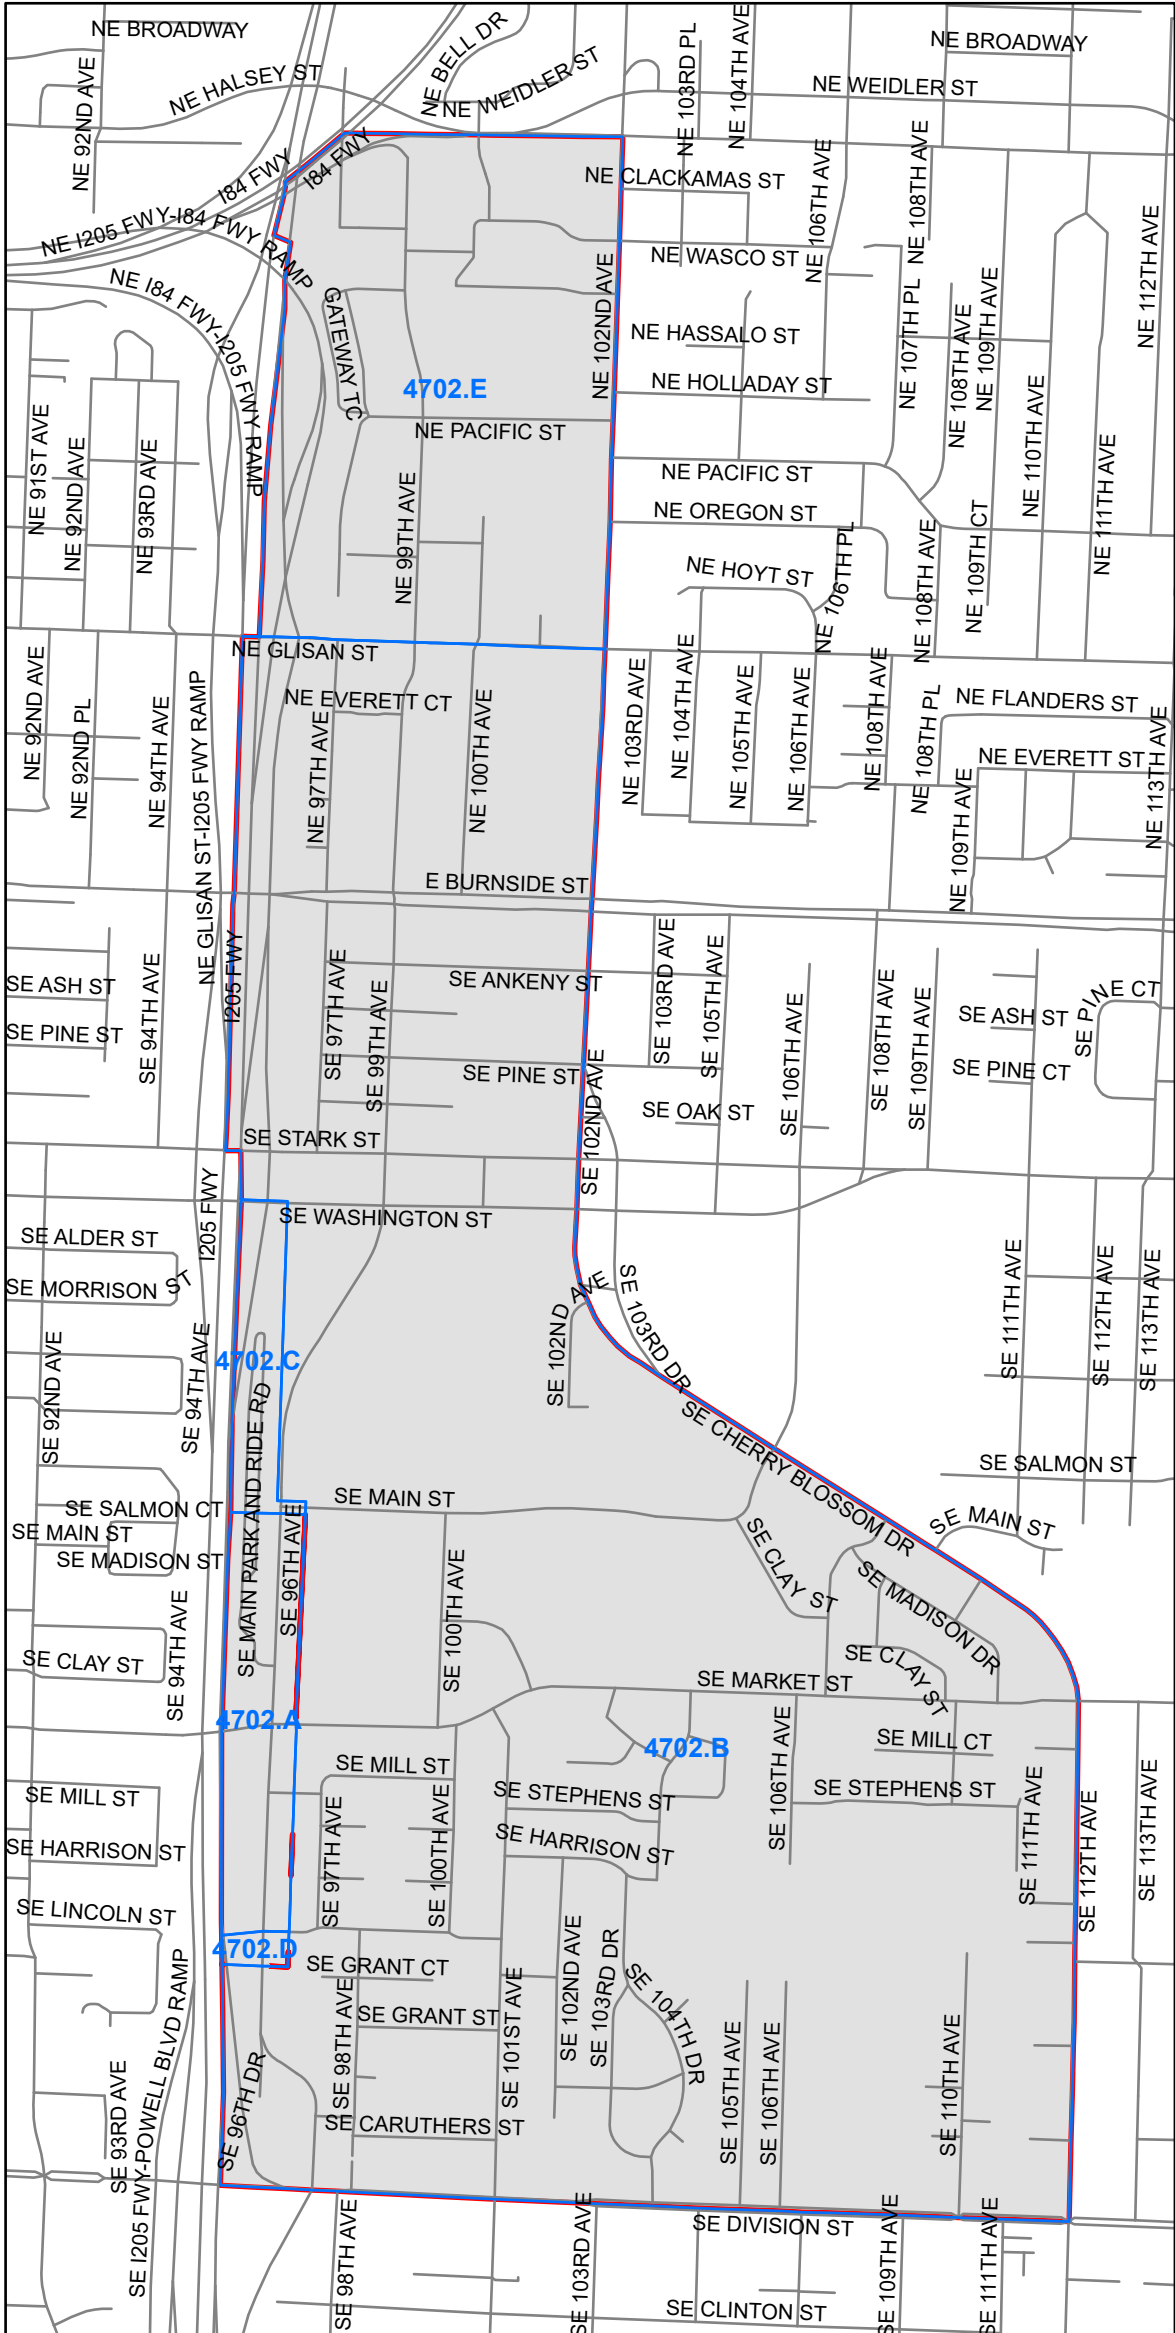 NE BROADWAY
NE BROADWAY
NE BELL DR
NE 103RD PL
NE 104TH AVE
NE HALSEY ST
NE WEIDLER ST
NE WEIDLER ST
NE 92ND AVE
I84 FWY
I84 FWY
NE CLACKAMAS ST
NE 106TH AVE
NE 108TH AVE
NE I205 FWY-I84 FWY RAMP
NE WASCO ST
NE 112TH AVE
NE I84 FWY-I205 FWY RAMP
GATEWAY TC
NE 102ND AVE
NE HASSALO ST
NE 107TH PL
NE 108TH AVE
NE 109TH AVE
4702.E
NE HOLLADAY ST
NE 91ST AVE
NE 92ND AVE
NE 93RD AVE
NE PACIFIC ST
NE PACIFIC ST
NE 110TH AVE
NE 111TH AVE
NE 99TH AVE
NE OREGON ST
NE HOYT ST
NE 106TH PL
NE 108TH AVE
NE 109TH CT
NE GLISAN ST
NE 92ND AVE
NE 92ND PL
NE 94TH AVE
NE GLISAN ST-I205 FWY RAMP
NE EVERETT CT
NE 97TH AVE
NE 100TH AVE
NE 103RD AVE
NE 104TH AVE
NE 105TH AVE
NE 106TH AVE
NE 108TH AVE
NE 108TH PL
NE FLANDERS ST
NE EVERETT ST
NE 113TH AVE
NE 109TH AVE
E BURNSIDE ST
I205 FWY
SE ASH ST
SE PINE ST
SE 94TH AVE
SE 97TH AVE
SE 99TH AVE
SE ANKENY ST
SE 103RD AVE
SE 105TH AVE
SE 106TH AVE
SE 108TH AVE
SE 109TH AVE
SE ASH ST
SE PINE CT
SE PINE CT
SE PINE ST
SE 102ND AVE
SE OAK ST
SE STARK ST
I205 FWY
SE WASHINGTON ST
SE ALDER ST
SE MORRISON ST
SE 92ND AVE
SE 94TH AVE
4702.C
SE 102ND AVE
SE 103RD DR
SE 111TH AVE
SE 112TH AVE
SE 113TH AVE
SE MAIN PARK AND RIDE RD
SE CHERRY BLOSSOM DR
SE SALMON ST
SE SALMON CT
SE MAIN ST
SE MADISON ST
SE MAIN ST
SE 96TH AVE
SE MAIN ST
SE CLAY ST
SE MADISON DR
SE 94TH AVE
SE CLAY ST
SE 100TH AVE
SE CLAY ST
SE MARKET ST
4702.A
4702.B
SE 106TH AVE
SE MILL CT
SE MILL ST
SE MILL ST
SE STEPHENS ST
SE STEPHENS ST
SE HARRISON ST
SE HARRISON ST
SE 97TH AVE
SE 100TH AVE
SE 111TH AVE
SE 112TH AVE
SE 113TH AVE
SE LINCOLN ST
4702.D
SE GRANT CT
SE GRANT ST
SE 98TH AVE
SE 101ST AVE
SE 102ND AVE
SE 103RD DR
SE 104TH DR
SE 105TH AVE
SE 106TH AVE
SE 110TH AVE
SE 93RD AVE
SE I205 FWY-POWELL BLVD RAMP
SE 96TH DR
SE CARUTHERS ST
SE DIVISION ST
SE 98TH AVE
SE 103RD AVE
SE 109TH AVE
SE 111TH AVE
SE CLINTON ST